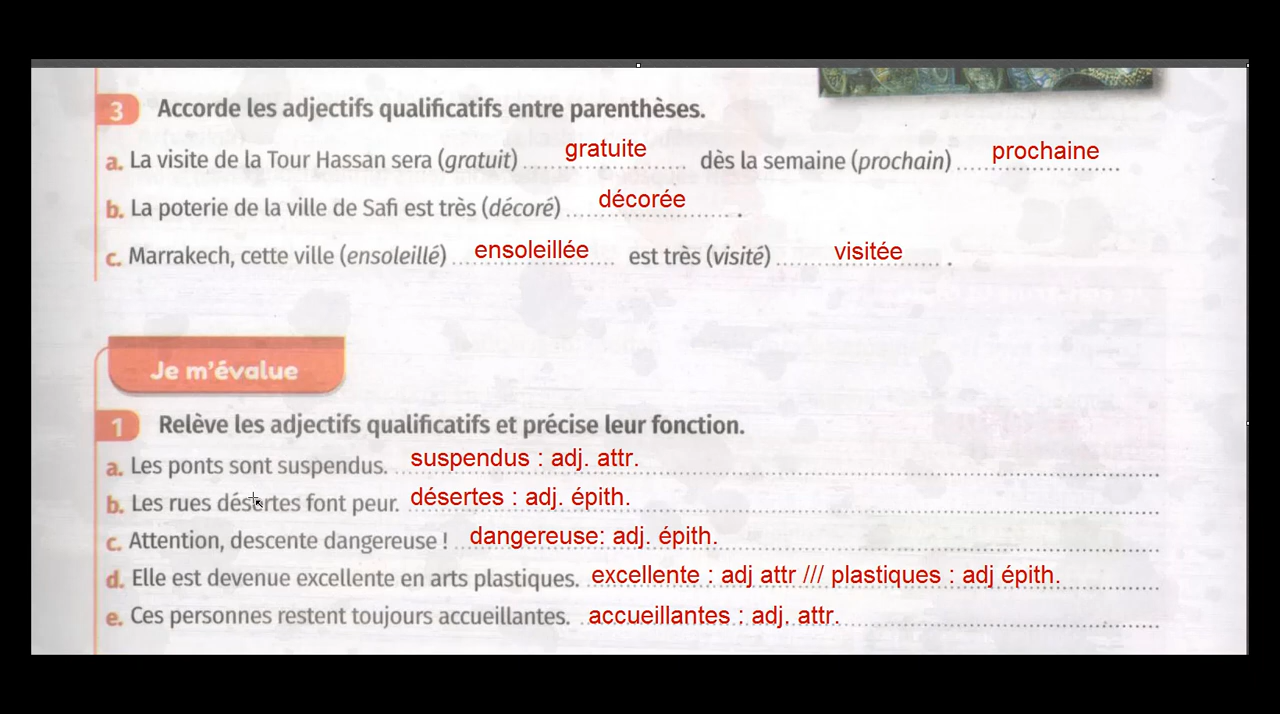 3 Accorde les adjectifs qualificatifs entre parenthèses.
a. La visite de la Tour Hassan sera (gratuit) gratuite dès la semaine (prochain) prochaine
b. La poterie de la ville de Safi est très (décoré) décorée .
c. Marrakech, cette ville (ensoleillé) ensoleillée est très (visité) visitée .
Je m'évalue
1 Relève les adjectifs qualificatifs et précise leur fonction.
a. Les ponts sont suspendus. suspendus : adj. attr.
b. Les rues désertes font peur. désertes : adj. épith.
c. Attention, descente dangereuse ! dangereuse: adj. épith.
d. Elle est devenue excellente en arts plastiques. excellente : adj attr /// plastiques : adj épith.
e. Ces personnes restent toujours accueillantes. accueillantes : adj. attr.